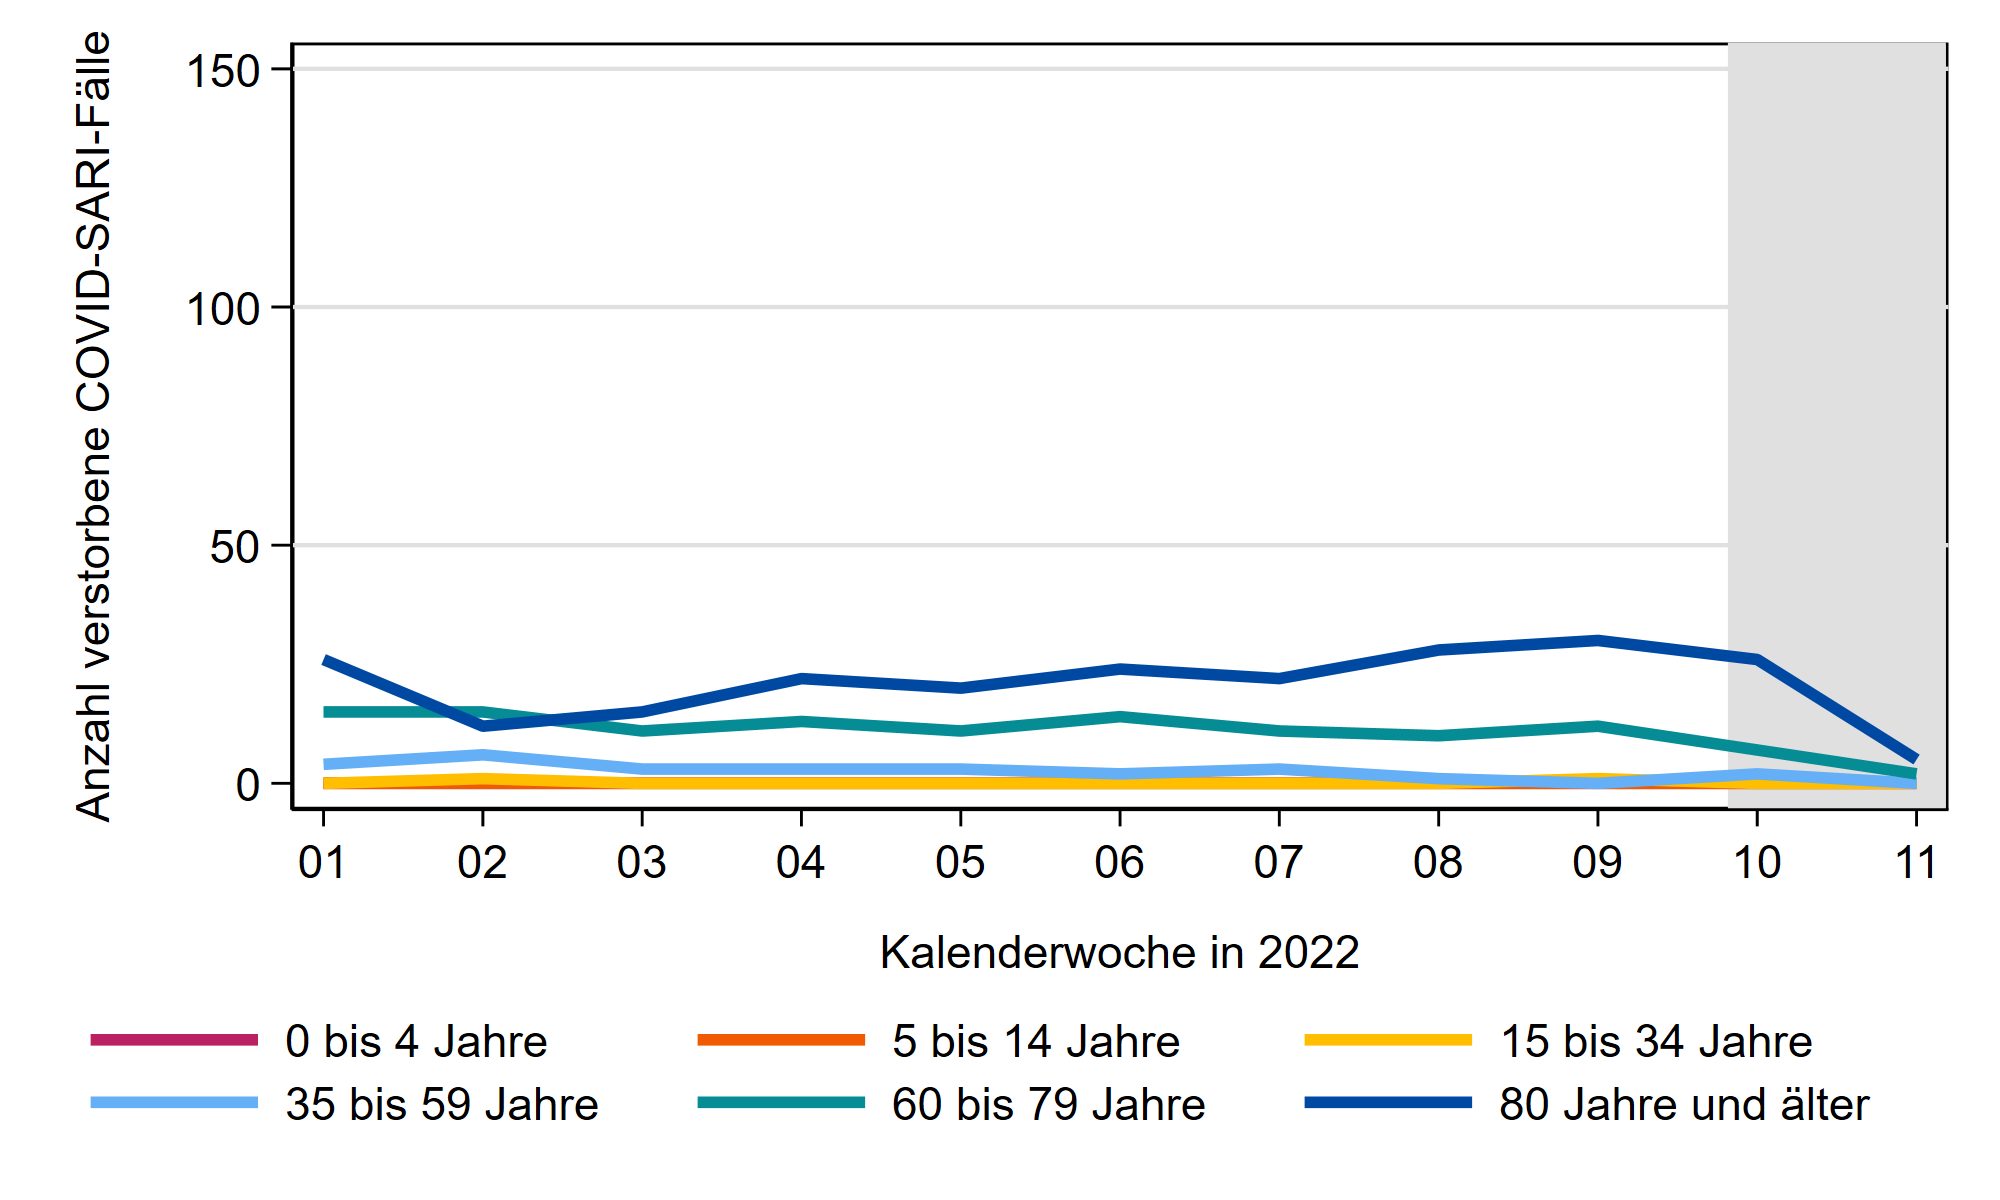 Anzahl verstorbene COVID-SARI-Fälle
150
100
50
0
01 02 03 04 05 06 07 08 09 10 11
Kalenderwoche in 2022
0 bis 4 Jahre 5 bis 14 Jahre 15 bis 34 Jahre
35 bis 59 Jahre 60 bis 79 Jahre 80 Jahre und älter